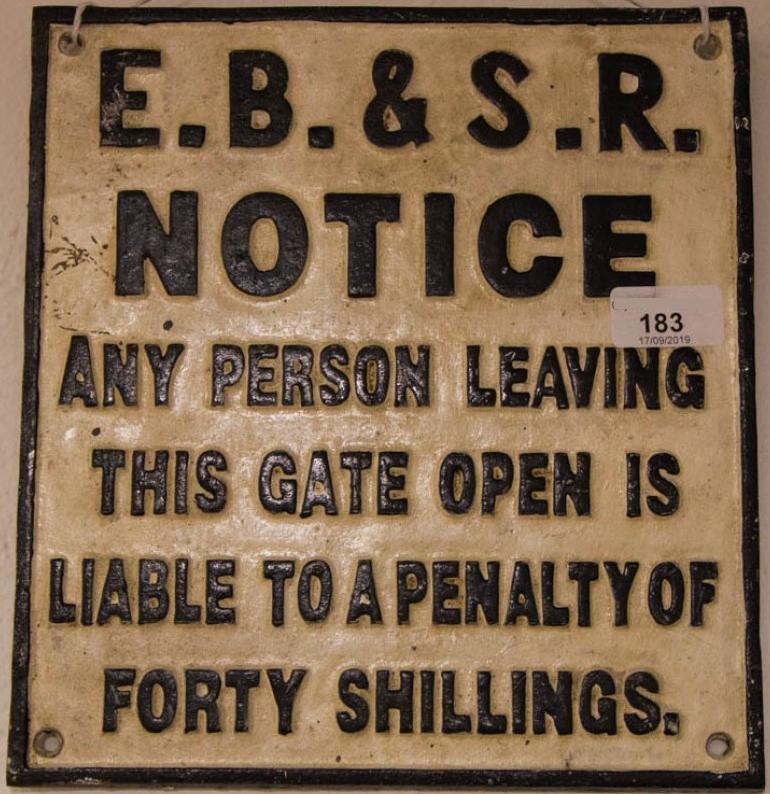 E.B.&S.R.
NOTICE
183
17/09/2019
ANY PERSON LEAVING
THIS GATE OPEN IS
LIABLE TO A PENALTY OF
FORTY SHILLINGS.